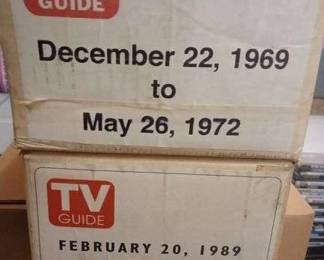 GUIDE
December 22, 1969
to
May 26, 1972
TV
GUIDE
FEBRUARY 20, 1989